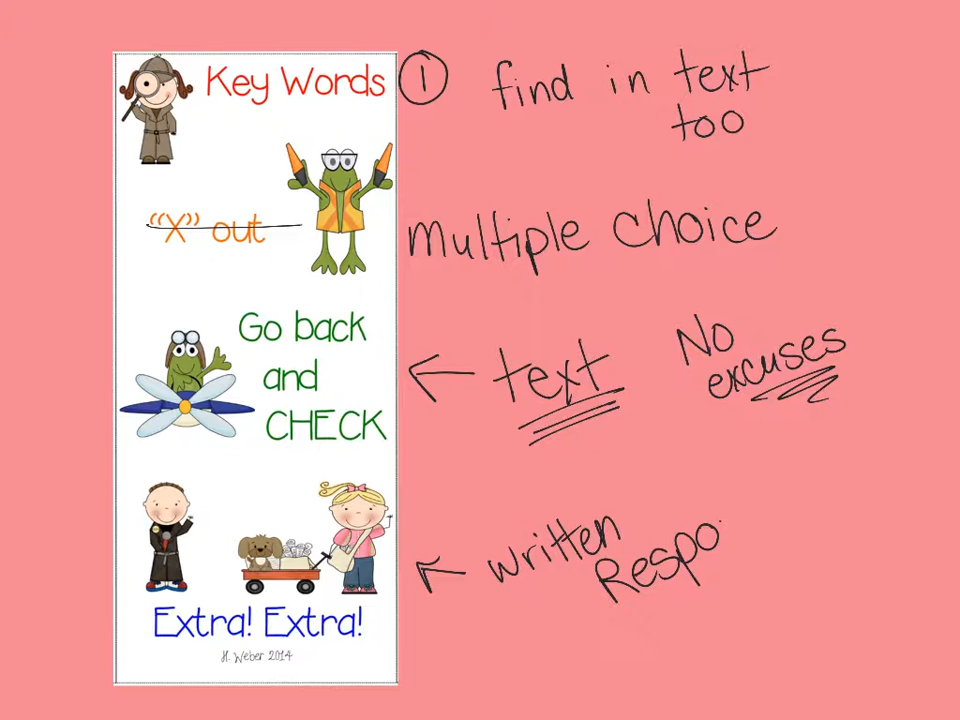 Key Words ① find in text
too
"X" out multiple choice
Go back
and
CHECK
text No
excuses
written
Respo
Extra! Extra!
H. Weber 2014